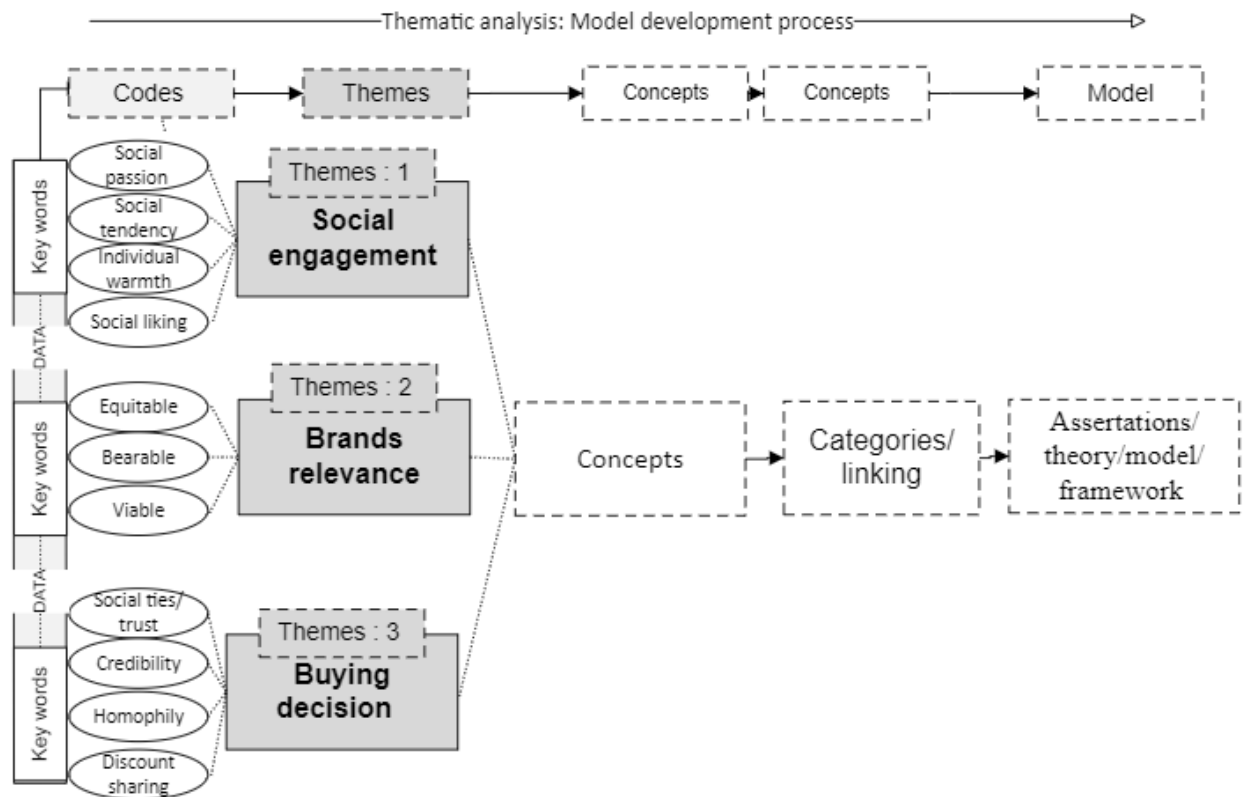 Thematic analysis: Model development process
Codes
Themes
Concepts
Concepts
Model
Key words
Social
passion
Social
tendency
Individual
warmth
Social liking
Themes : 1
Social
engagement
DATA
Key words
Equitable
Bearable
Viable
Themes : 2
Brands
relevance
Concepts
Categories/
linking
Assertations/
theory/model/
framework
DATA
Key words
Social ties/
trust
Credibility
Homophily
Discount
sharing
Themes : 3
Buying
decision